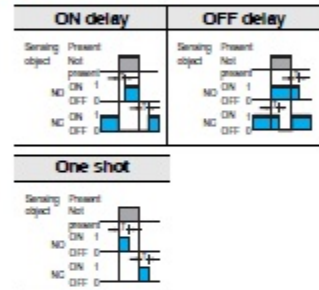 ON delay
Sensing object
Present
Not present
NO
ON 1
OFF 0
NC
ON 1
OFF 0
OFF delay
Sensing object
Present
Not present
NO
ON 1
OFF 0
NC
ON 1
OFF 0
One shot
Sensing object
Present
Not present
NO
ON 1
OFF 0
NC
ON 1
OFF 0